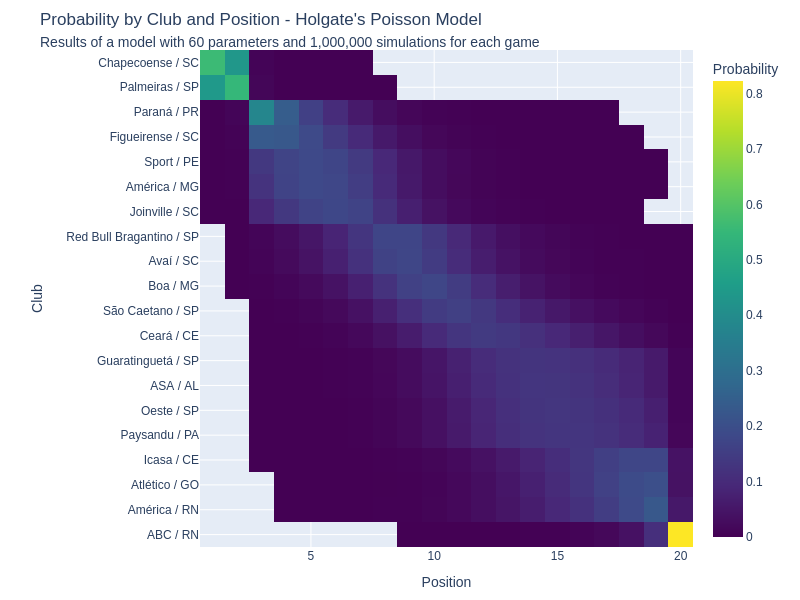 Probability by Club and Position - Holgate's Poisson Model
Results of a model with 60 parameters and 1,000,000 simulations for each game
Probability
Chapecoense / SC
Palmeiras / SP
Paraná / PR
Figueirense / SC
Sport / PE
América / MG
Joinville / SC
Red Bull Bragantino / SP
Avaí / SC
Boa / MG
São Caetano / SP
Ceará / CE
Guaratinguetá / SP
ASA / AL
Oeste / SP
Paysandu / PA
Icasa / CE
Atlético / GO
América / RN
ABC / RN
Club
5
10
15
20
Position
0.8
0.7
0.6
0.5
0.4
0.3
0.2
0.1
0